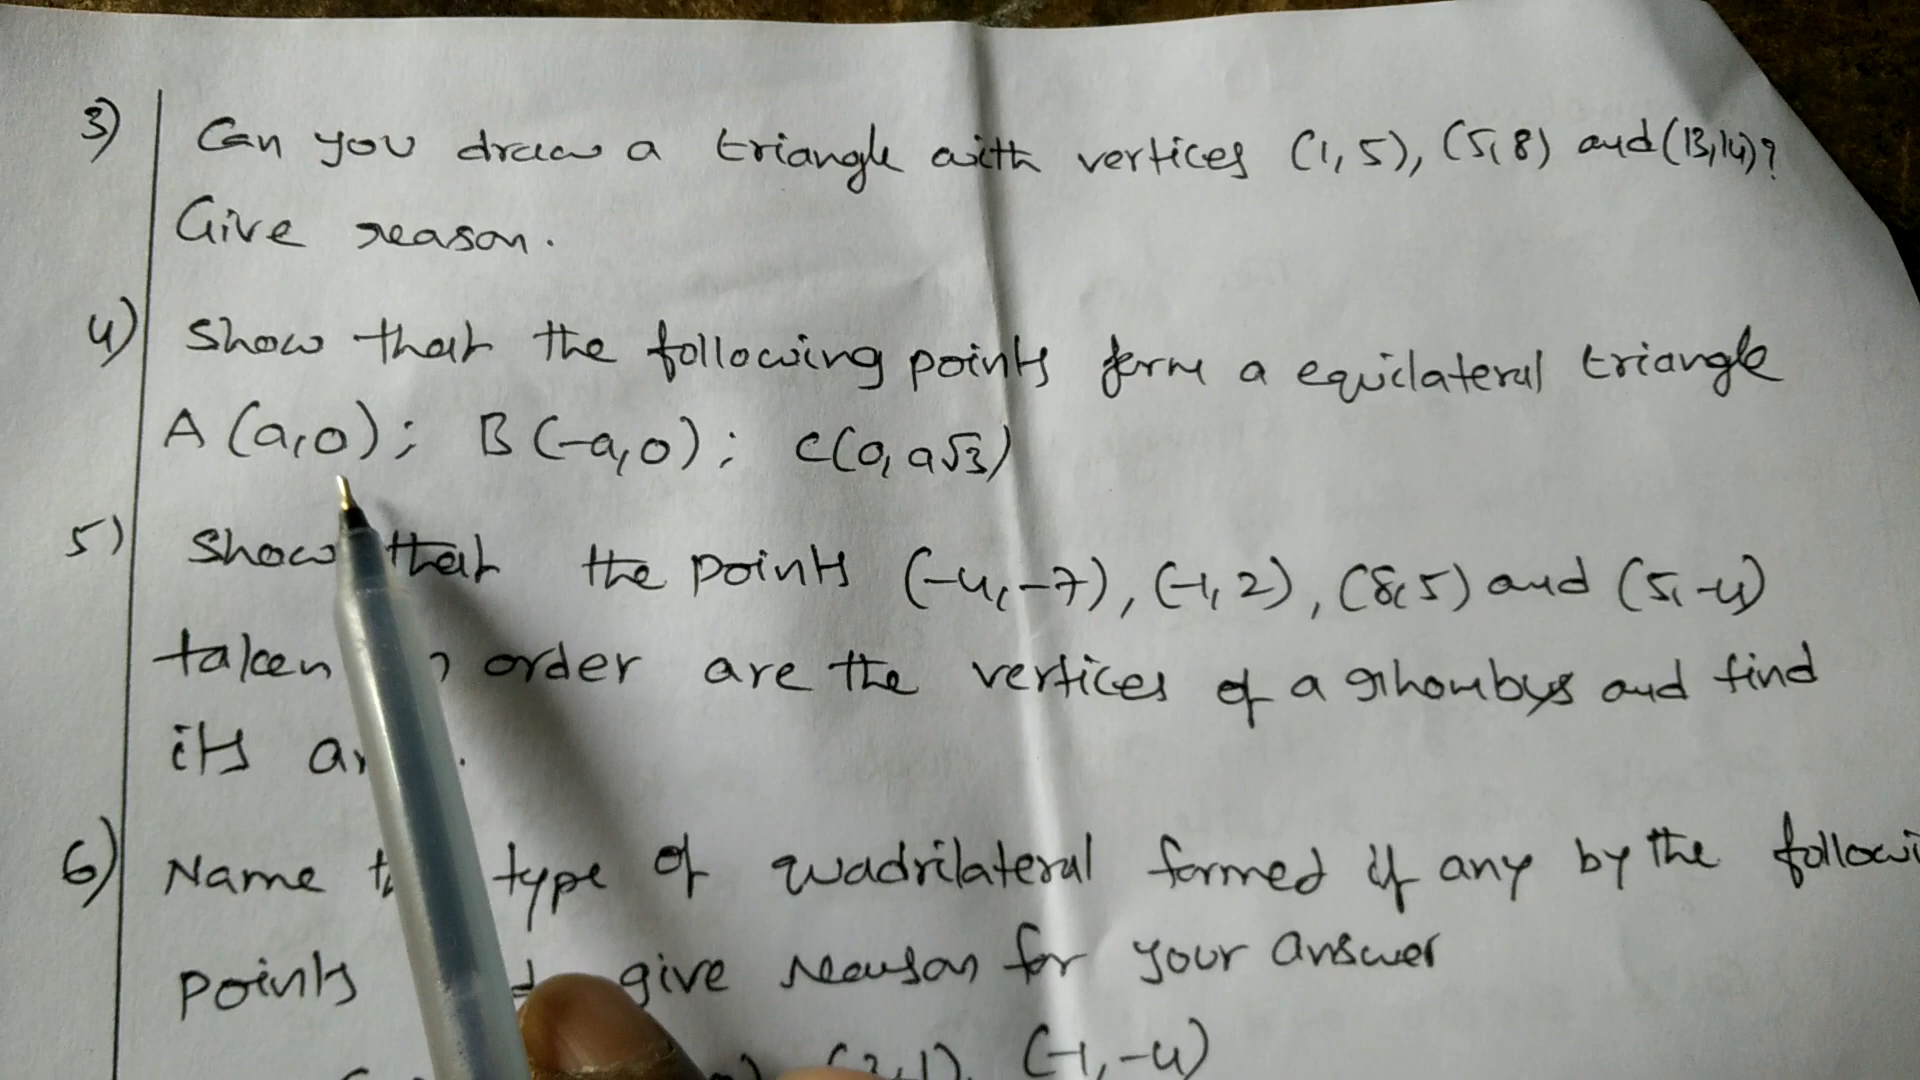 3) Can you draw a triangle with vertices (1,5), (5,8) and (13,14)?
Give reason.
4) Show that the following points form a equilateral triangle
A(a,0); B(-a,0); C(0,a√3)
5) Show that the points (-4,-7), (-1,2), (8,5) and (5,-4)
taken order are the vertices of a rhombus and find
its
6) Name type of quadrilateral formed if any by the followi
points give reason for your answer
(-1,-4)